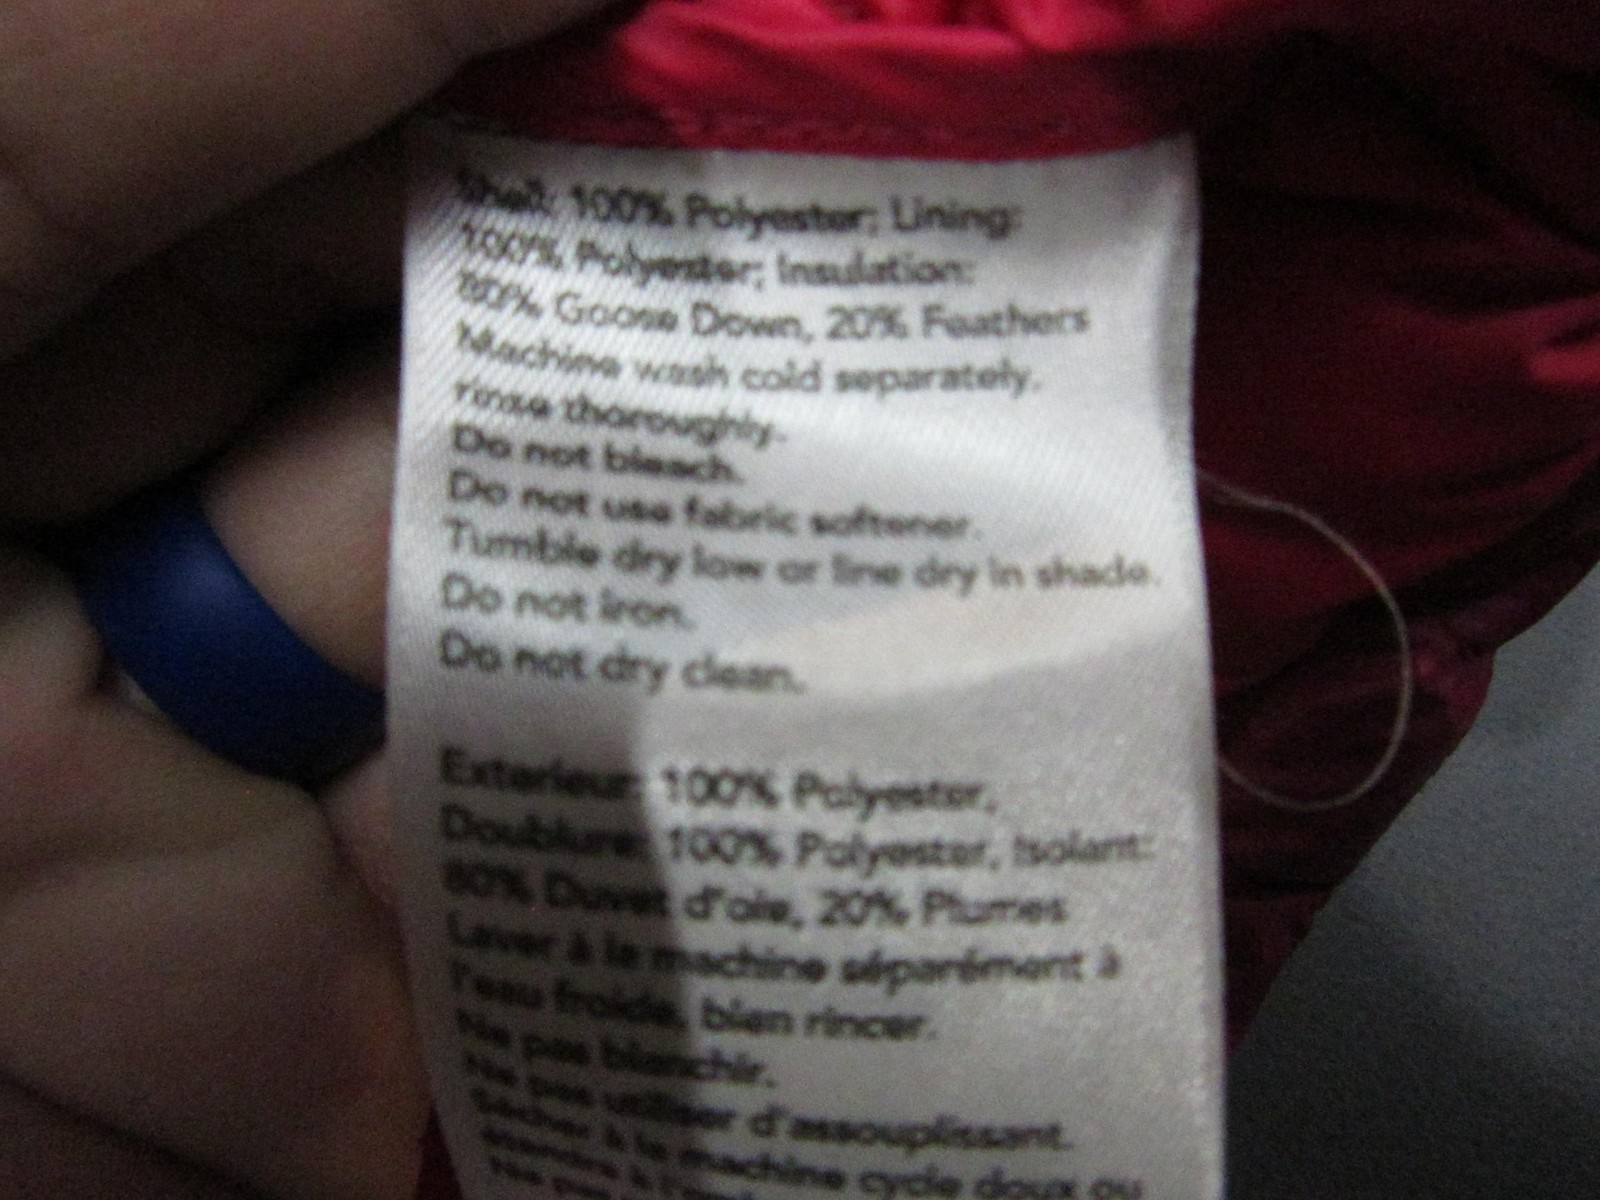 Shell: 100% Polyester; Lining:
100% Polyester; Insulation:
80% Goose Down, 20% Feathers
Machine wash cold separately.
rinse thoroughly.
Do not bleach.
Do not use fabric softener.
Tumble dry low or line dry in shade.
Do not iron.
Do not dry clean.
Exterieur: 100% Polyester,
Doublure: 100% Polyester, Isolant:
80% Duvet d'oie, 20% Plumes
Laver à la machine séparément à
l'eau froide, bien rincer.
Ne pas blanchir.
Ne pas utiliser d'assouplissant.
Sécher à la machine cycle doux ou
étendre à
Ne pas